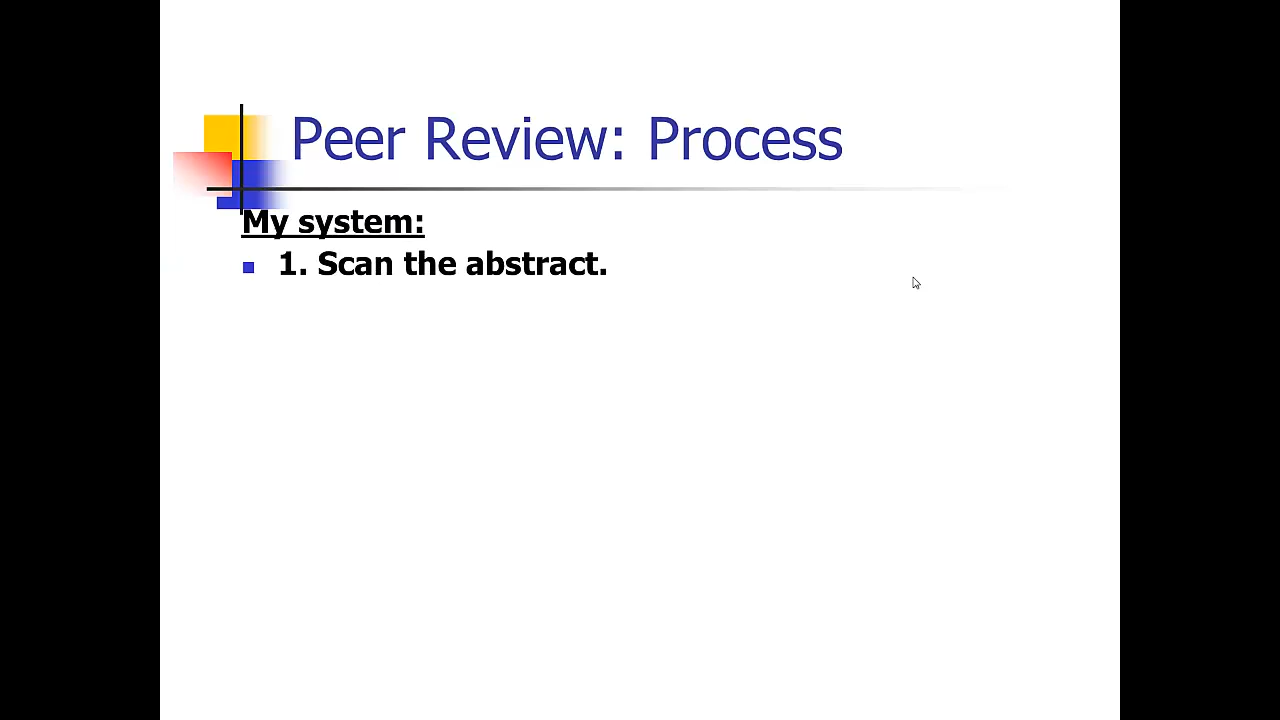 Peer Review: Process
My system:
1. Scan the abstract.